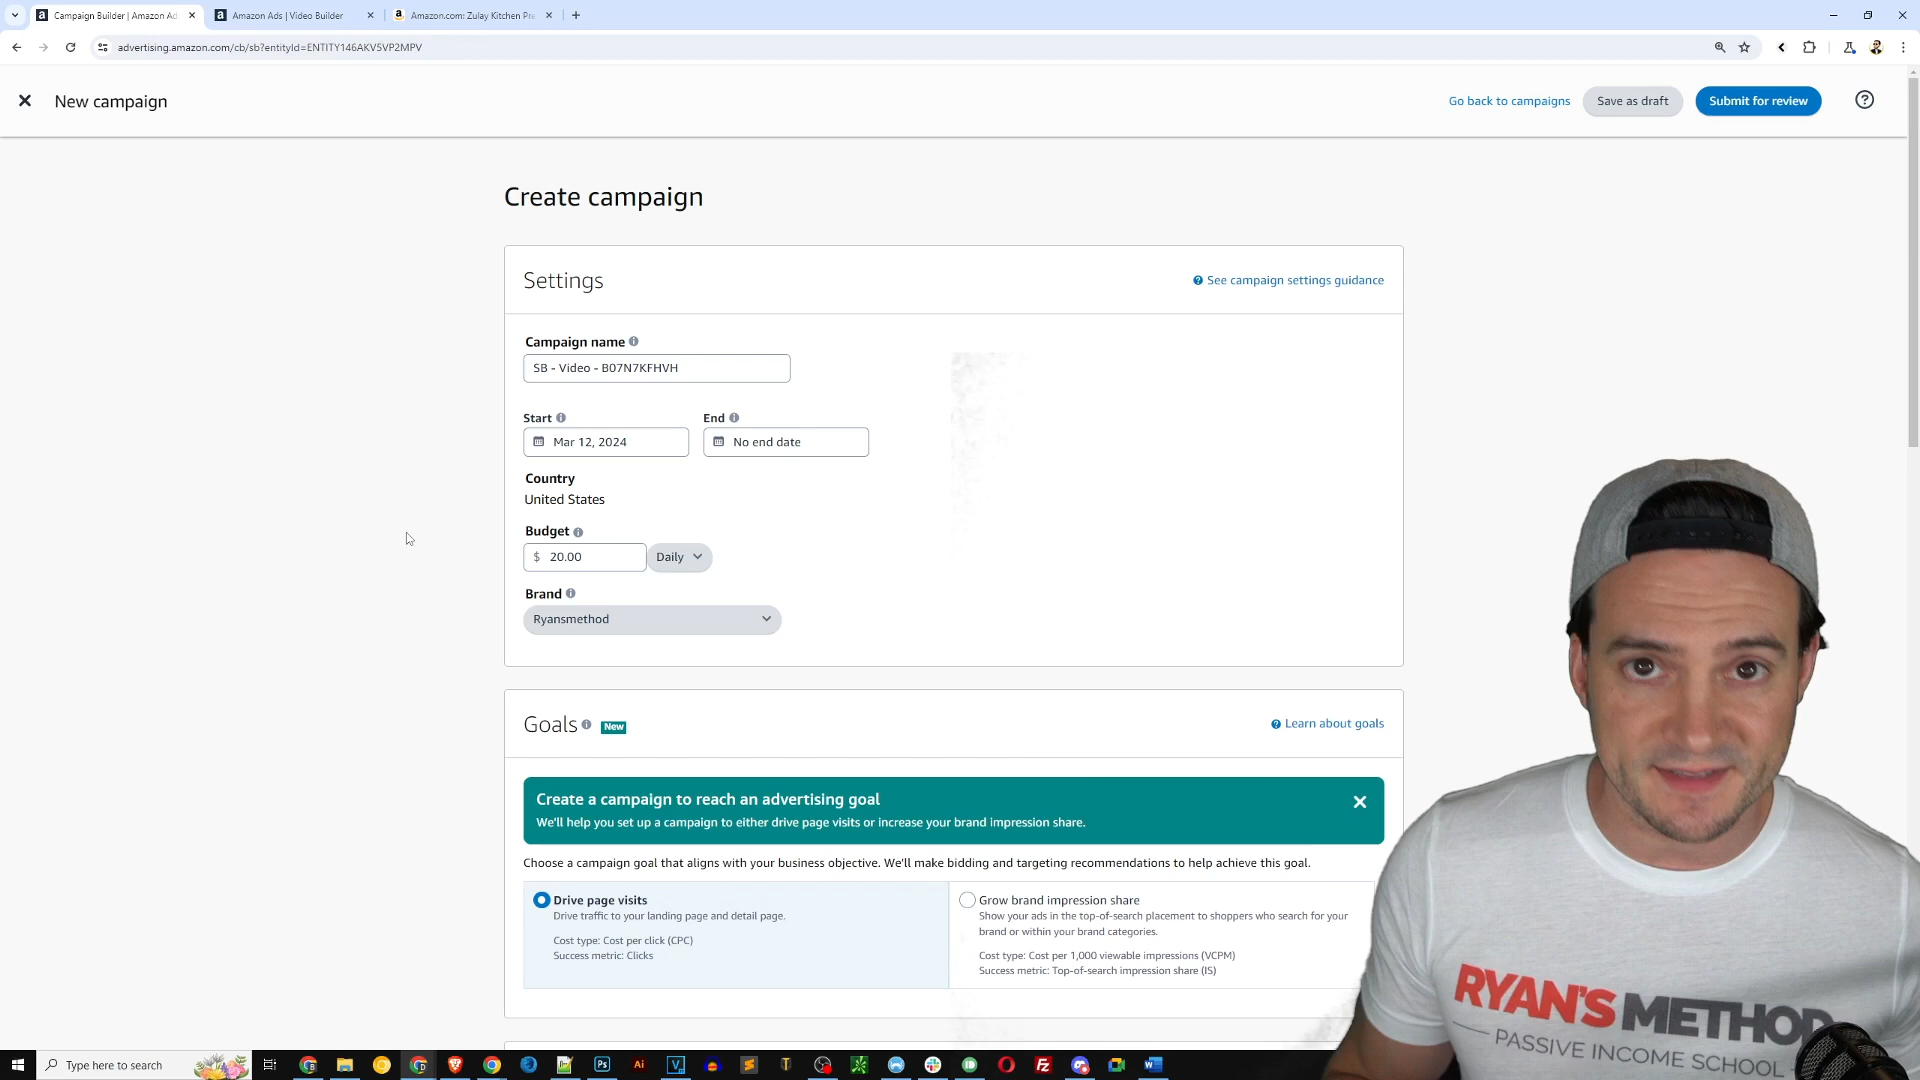 Campaign Builder | Amazon Ad
Amazon Ads | Video Builder
Amazon.com: Zulay Kitchen Pre
advertising.amazon.com/cb/sb?entityId=ENTITY146AKV5VP2MPV
New campaign
Go back to campaigns
Save as draft
Submit for review
Create campaign
Settings
See campaign settings guidance
Campaign name
SB - Video - B07N7KFHVH
Start
End
Mar 12, 2024
No end date
Country
United States
Budget
$ 20.00
Daily
Brand
Ryansmethod
Goals
New
Learn about goals
Create a campaign to reach an advertising goal
We'll help you set up a campaign to either drive page visits or increase your brand impression share.
Choose a campaign goal that aligns with your business objective. We'll make bidding and targeting recommendations to help achieve this goal.
Drive page visits
Drive traffic to your landing page and detail page.
Cost type: Cost per click (CPC)
Success metric: Clicks
Grow brand impression share
Show your ads in the top-of-search placement to shoppers who search for your
brand or within your brand categories.
Cost type: Cost per 1,000 viewable impressions (VCPM)
Success metric: Top-of-search impression share (IS)
RYAN'S METHOD
PASSIVE INCOME SCHOOL
Type here to search